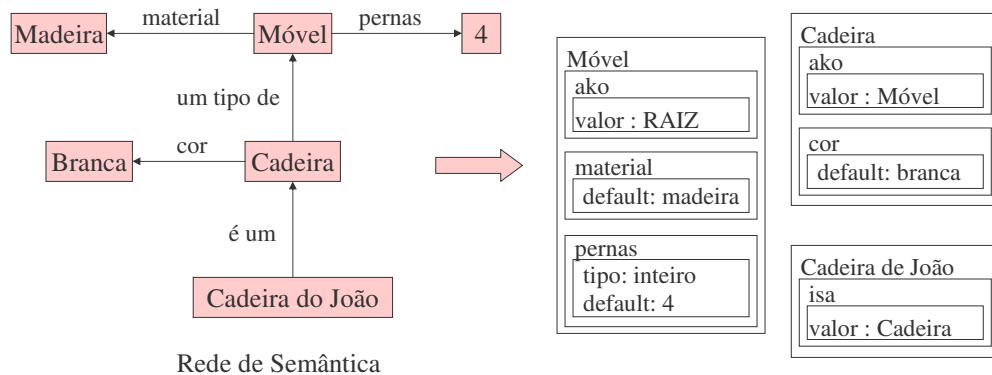 Madeira
material
Móvel
pernas
4
um tipo de
Branca
cor
Cadeira
é um
Cadeira do João
Rede de Semântica
Móvel
ako
valor : RAIZ
material
default: madeira
pernas
tipo: inteiro
default: 4
Cadeira
ako
valor : Móvel
cor
default: branca
Cadeira de João
isa
valor : Cadeira